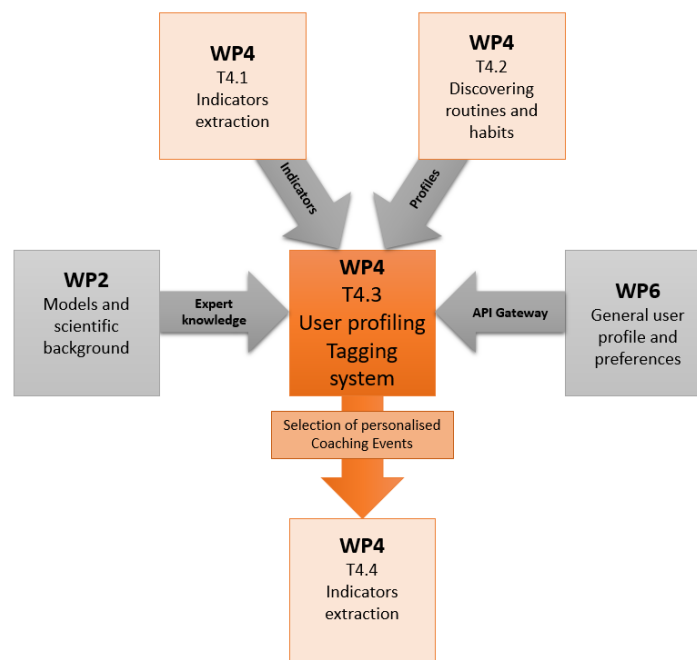 WP4
T4.1
Indicators
extraction
WP4
T4.2
Discovering
routines and
habits
Indicators
Profiles
WP2
Models and
scientific
background
Expert
knowledge
WP4
T4.3
User profiling
Tagging
system
API Gateway
WP6
General user
profile and
preferences
Selection of personalised
Coaching Events
WP4
T4.4
Indicators
extraction